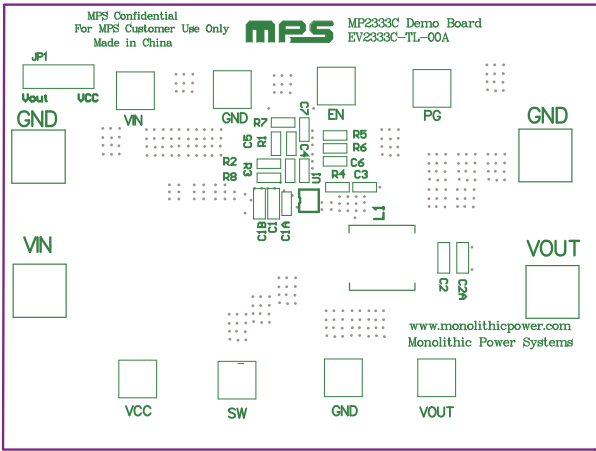 MPS Confidential
For MPS Customer Use Only
Made in China
mps
MP2333C Demo Board
EV2333C-TL-00A
JP1
Vout
VCC
VIN
GND
EN
PG
GND
GND
R7
C7
C5
R1
C4
R5
R6
C6
C3
R2
R8
R3
R4
U1
C1B
C1
C1A
L1
VIN
VOUT
C2
C2A
www.monolithicpower.com
Monolithic Power Systems
VCC
SW
GND
VOUT